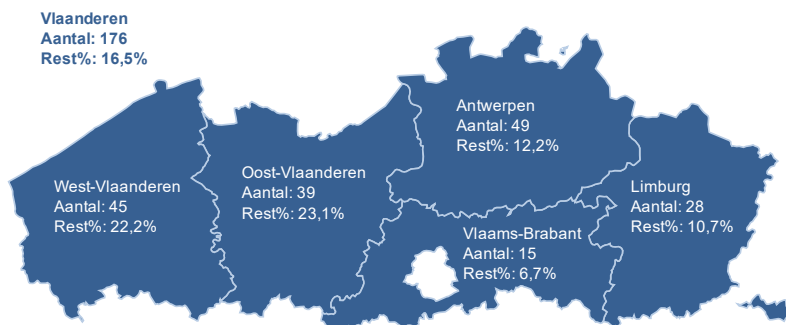 Vlaanderen
Aantal: 176
Rest%: 16,5%
Antwerpen
Aantal: 49
Rest%: 12,2%
West-Vlaanderen
Aantal: 45
Rest%: 22,2%
Oost-Vlaanderen
Aantal: 39
Rest%: 23,1%
Limburg
Aantal: 28
Rest%: 10,7%
Vlaams-Brabant
Aantal: 15
Rest%: 6,7%